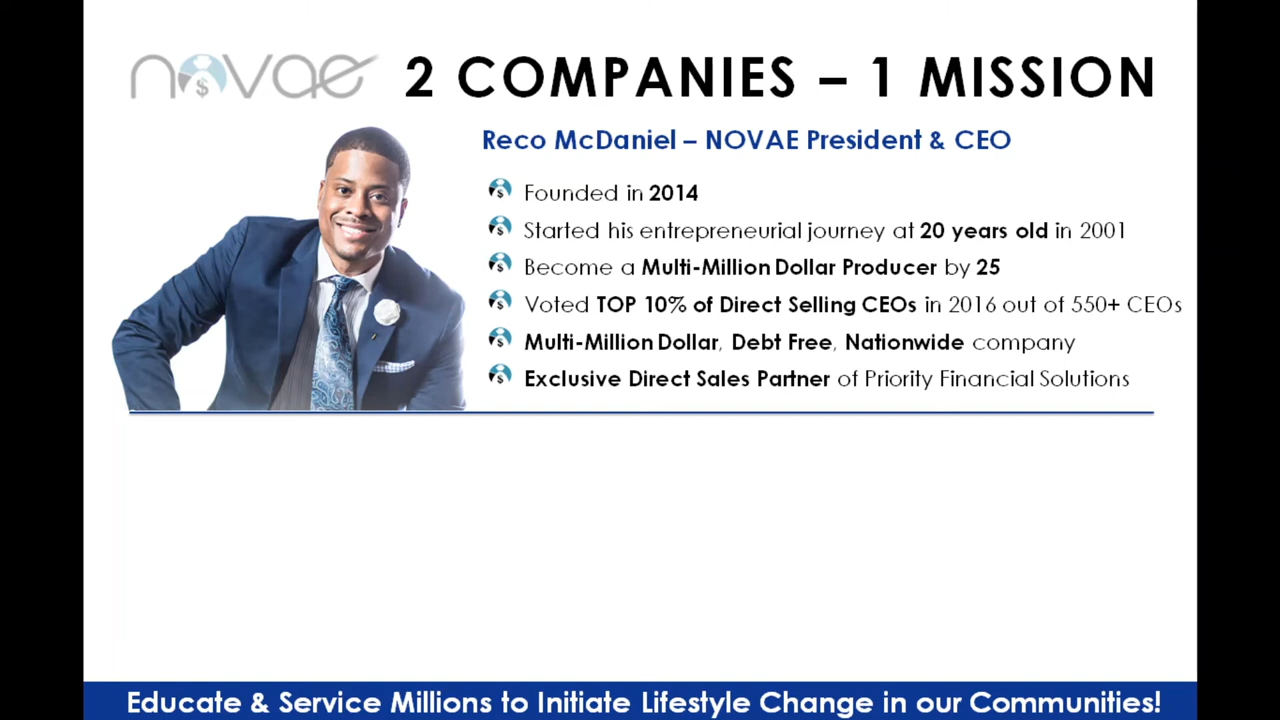 novae 2 COMPANIES – 1 MISSION
Reco McDaniel – NOVAE President & CEO
Founded in 2014
Started his entrepreneurial journey at 20 years old in 2001
Become a Multi-Million Dollar Producer by 25
Voted TOP 10% of Direct Selling CEOs in 2016 out of 550+ CEOs
Multi-Million Dollar, Debt Free, Nationwide company
Exclusive Direct Sales Partner of Priority Financial Solutions
Educate & Service Millions to Initiate Lifestyle Change in our Communities!